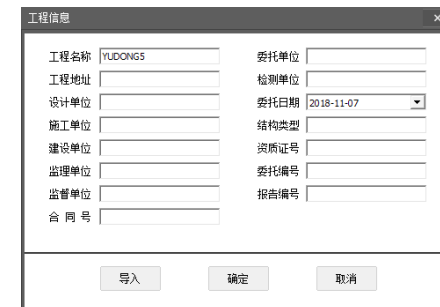 工程信息
工程名称 YUDONG5 委托单位
工程地址 检测单位
设计单位 委托日期 2018-11-07
施工单位 结构类型
建设单位 资质证号
监理单位 委托编号
监督单位 报告编号
合 同 号
导入 确定 取消